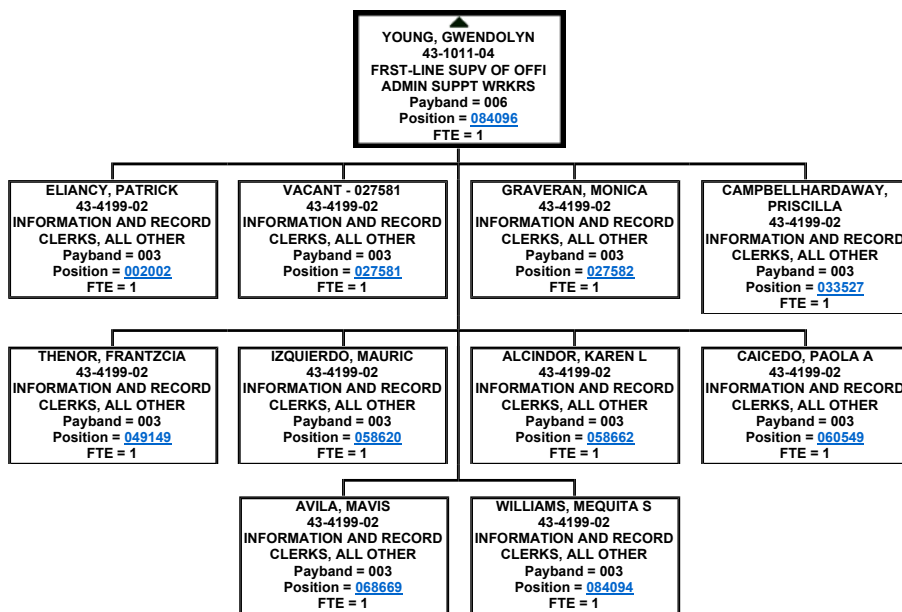 YOUNG, GWENDOLYN
43-1011-04
FRST-LINE SUPV OF OFFI
ADMIN SUPPT WRKRS
Payband = 006
Position = 084096
FTE = 1
ELIANCY, PATRICK
43-4199-02
INFORMATION AND RECORD
CLERKS, ALL OTHER
Payband = 003
Position = 002002
FTE = 1
VACANT - 027581
43-4199-02
INFORMATION AND RECORD
CLERKS, ALL OTHER
Payband = 003
Position = 027581
FTE = 1
GRAVERAN, MONICA
43-4199-02
INFORMATION AND RECORD
CLERKS, ALL OTHER
Payband = 003
Position = 027582
FTE = 1
CAMPBELLHARDAWAY,
PRISCILLA
43-4199-02
INFORMATION AND RECORD
CLERKS, ALL OTHER
Payband = 003
Position = 033527
FTE = 1
THENOR, FRANTZCIA
43-4199-02
INFORMATION AND RECORD
CLERKS, ALL OTHER
Payband = 003
Position = 049149
FTE = 1
IZQUIERDO, MAURIC
43-4199-02
INFORMATION AND RECORD
CLERKS, ALL OTHER
Payband = 003
Position = 058620
FTE = 1
ALCINDOR, KAREN L
43-4199-02
INFORMATION AND RECORD
CLERKS, ALL OTHER
Payband = 003
Position = 058662
FTE = 1
CAICEDO, PAOLA A
43-4199-02
INFORMATION AND RECORD
CLERKS, ALL OTHER
Payband = 003
Position = 060549
FTE = 1
AVILA, MAVIS
43-4199-02
INFORMATION AND RECORD
CLERKS, ALL OTHER
Payband = 003
Position = 068669
FTE = 1
WILLIAMS, MEQUITA S
43-4199-02
INFORMATION AND RECORD
CLERKS, ALL OTHER
Payband = 003
Position = 084094
FTE = 1